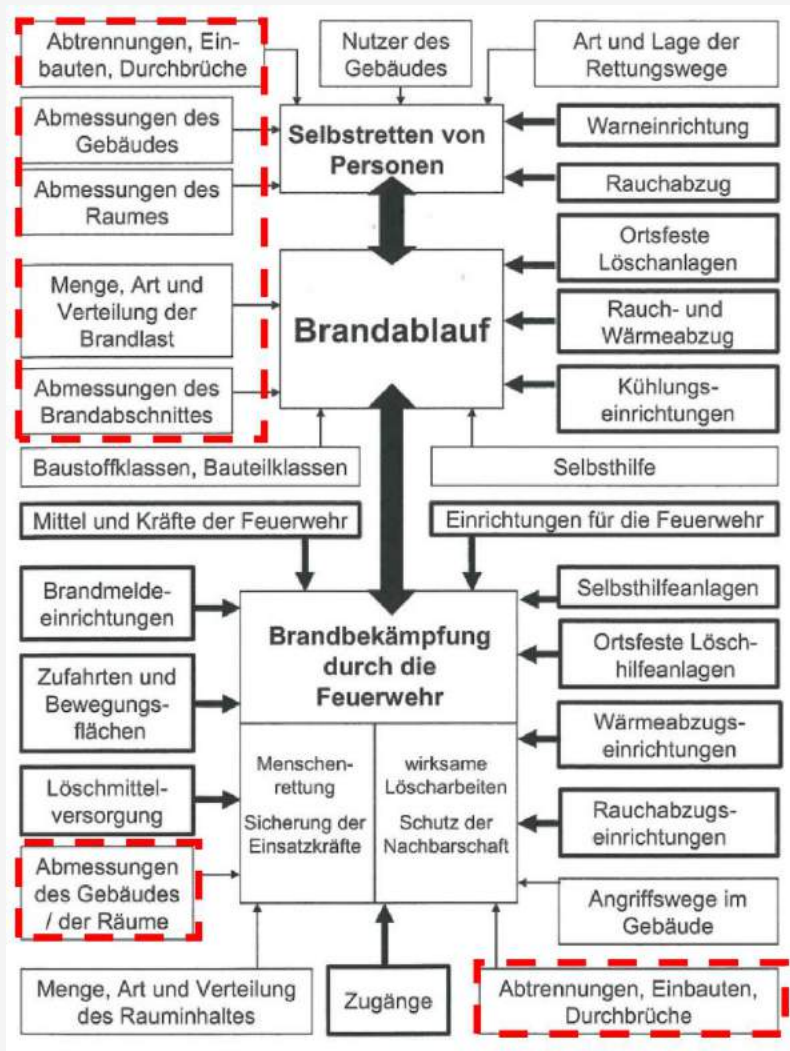 Abtrennungen, Ein-
bauten, Durchbrüche
Nutzer des
Gebäudes
Art und Lage der
Rettungswege
Abmessungen des
Gebäudes
Selbstretten von
Personen
Warneinrichtung
Abmessungen des
Raumes
Rauchabzug
Menge, Art und
Verteilung der
Brandlast
Brandablauf
Ortsfeste
Löschanlagen
Rauch- und
Wärmeabzug
Abmessungen des
Brandabschnittes
Kühlungs-
einrichtungen
Baustoffklassen, Bauteilklassen
Selbsthilfe
Mittel und Kräfte der Feuerwehr
Einrichtungen für die Feuerwehr
Brandmelde-
einrichtungen
Brandbekämpfung
durch die
Feuerwehr
Selbsthilfeanlagen
Ortsfeste Lösch-
hilfeanlagen
Zufahrten und
Bewegungs-
flächen
Wärmeabzugs-
einrichtungen
Menschen-
rettung
Sicherung der
Einsatzkräfte
wirksame
Löscharbeiten
Schutz der
Nachbarschaft
Löschmittel-
versorgung
Rauchabzugs-
einrichtungen
Abmessungen
des Gebäudes
/ der Räume
Angriffswege im
Gebäude
Menge, Art und Verteilung
des Rauminhaltes
Zugänge
Abtrennungen, Einbauten,
Durchbrüche